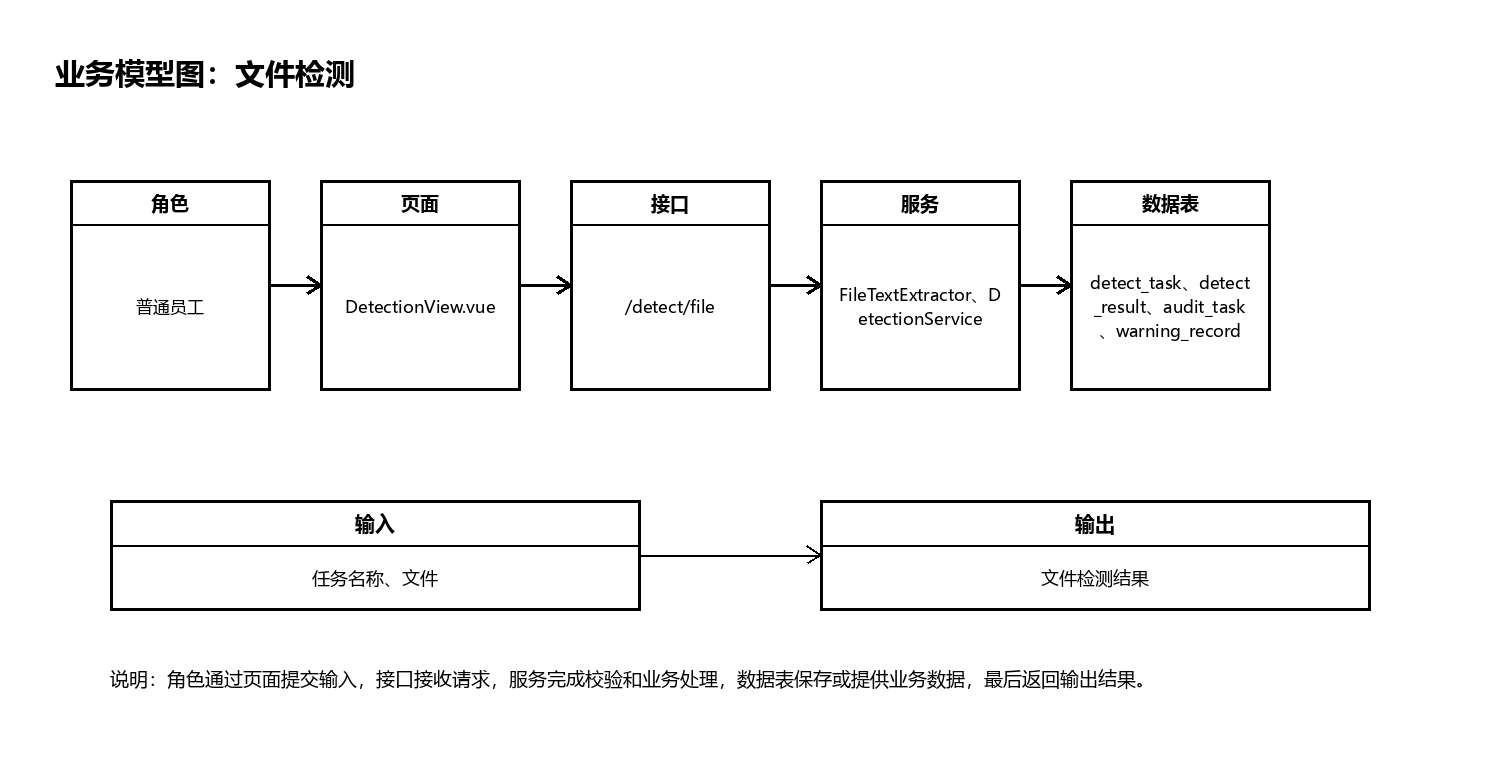 业务模型图：文件检测
角色
普通员工
页面
DetectionView.vue
接口
/detect/file
服务
FileTextExtractor、D
etectionService
数据表
detect_task、detect
_result、audit_task
、warning_record
输入
任务名称、文件
输出
文件检测结果
说明：角色通过页面提交输入，接口接收请求，服务完成校验和业务处理，数据表保存或提供业务数据，最后返回输出结果。